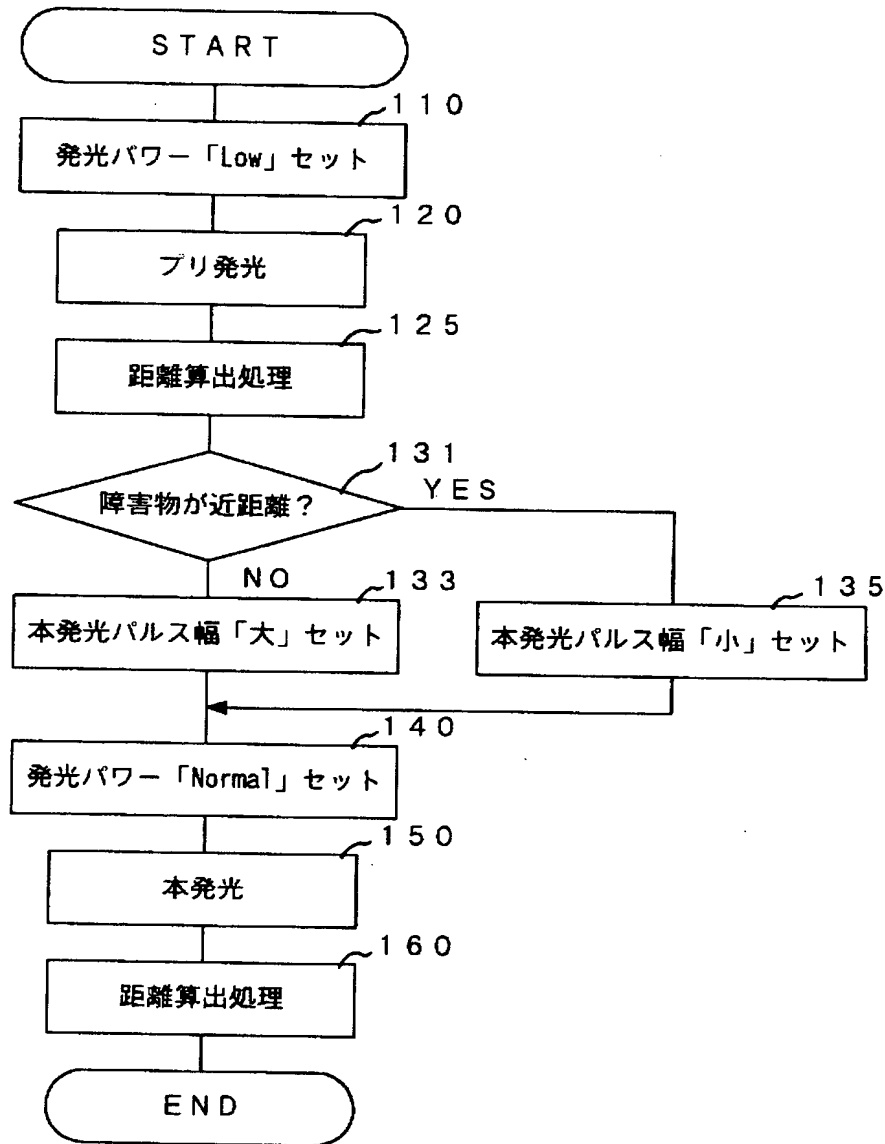 START
110
発光パワー「Low」セット
120
プリ発光
125
距離算出処理
131
障害物が近距離?
YES
NO
133
本発光パルス幅「大」セット
135
本発光パルス幅「小」セット
140
発光パワー「Normal」セット
150
本発光
160
距離算出処理
END